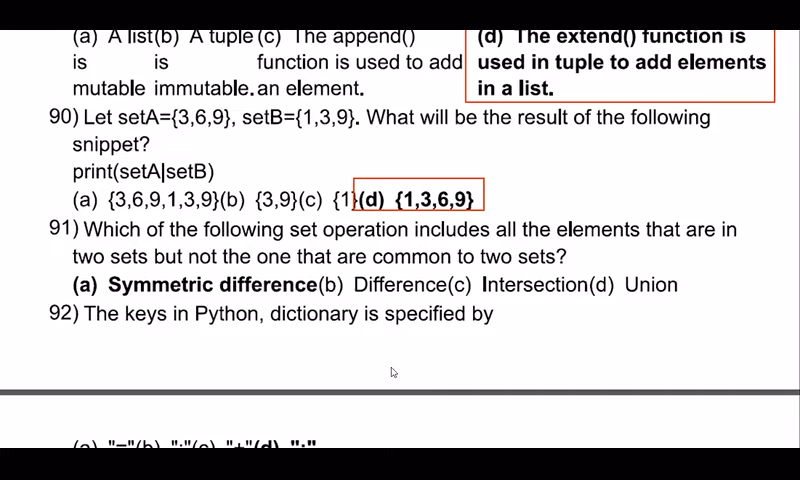 (a) A list(b) A tuple (c) The append() (d) The extend() function is
is is function is used to add used in tuple to add elements
mutable immutable. an element. in a list.
90) Let setA={3,6,9}, setB={1,3,9}. What will be the result of the following
snippet?
print(setA|setB)
(a) {3,6,9,1,3,9}(b) {3,9}(c) {1}(d) {1,3,6,9}
91) Which of the following set operation includes all the elements that are in
two sets but not the one that are common to two sets?
(a) Symmetric difference(b) Difference(c) Intersection(d) Union
92) The keys in Python, dictionary is specified by
(a) "="(b)